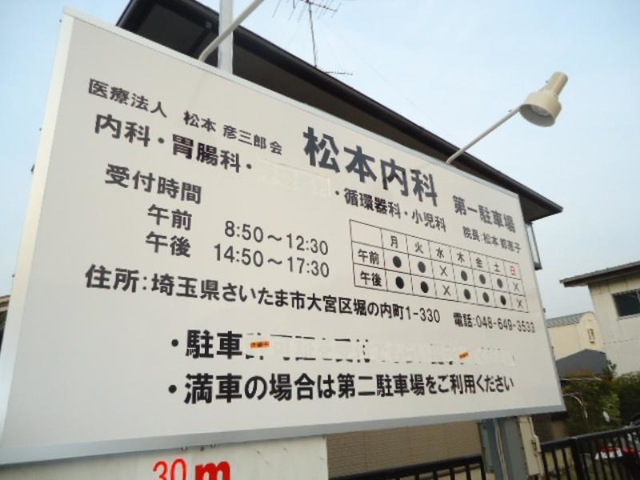 医療法人 松本 彦三郎会 松本内科 第一駐車場
内科・胃腸科・ ・循環器科・小児科 院長:松本 郁子
受付時間
午前 8:50～12:30
午後 14:50～17:30
月 火 水 木 金 土 日
午前 ● ● × ● ● ● ×
午後 ● ● × ● ● ● ×
住所:埼玉県さいたま市大宮区堀の内町1-330 電話:048-649-3533
・駐車
・満車の場合は第二駐車場をご利用ください
30m